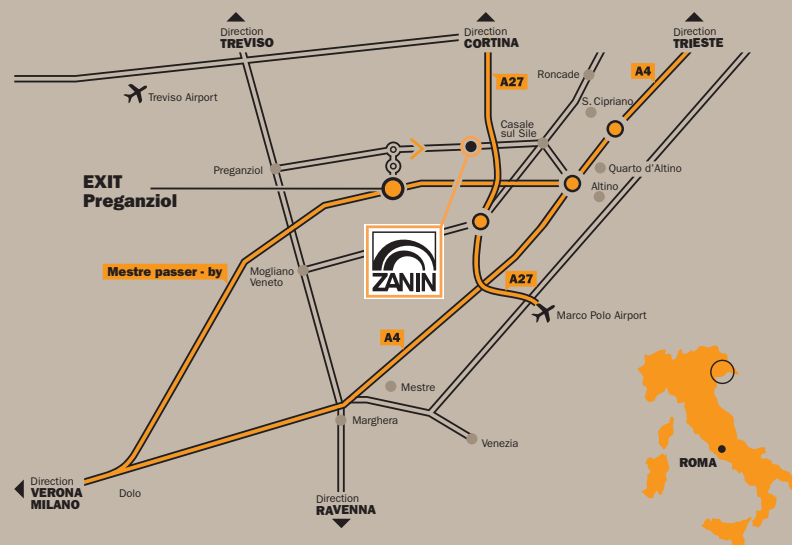 Direction
TREVISO
Direction
CORTINA
Direction
TRIESTE
Roncade
A4
A27
Treviso Airport
S. Cipriano
Casale
sul Sile
Preganziol
Quarto d'Altino
EXIT
Preganziol
Altino
Mestre passer - by
Mogliano
Veneto
ZANIN
A27
Marco Polo Airport
A4
Mestre
Marghera
Venezia
ROMA
Direction
VERONA
MILANO
Dolo
Direction
RAVENNA